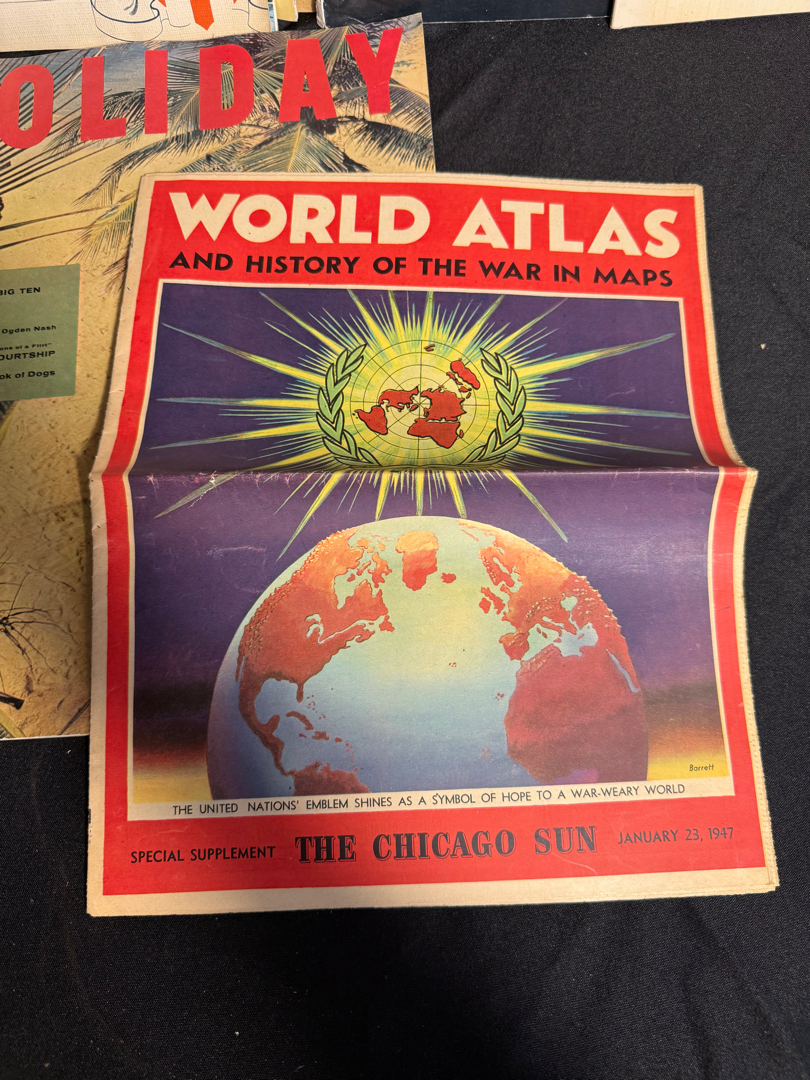 OLIDAY
BIG TEN
Ogden Nash
OURTSHIP
ok of Dogs
WORLD ATLAS
AND HISTORY OF THE WAR IN MAPS
Barrett
THE UNITED NATIONS' EMBLEM SHINES AS A SYMBOL OF HOPE TO A WAR-WEARY WORLD
SPECIAL SUPPLEMENT THE CHICAGO SUN JANUARY 23, 1947